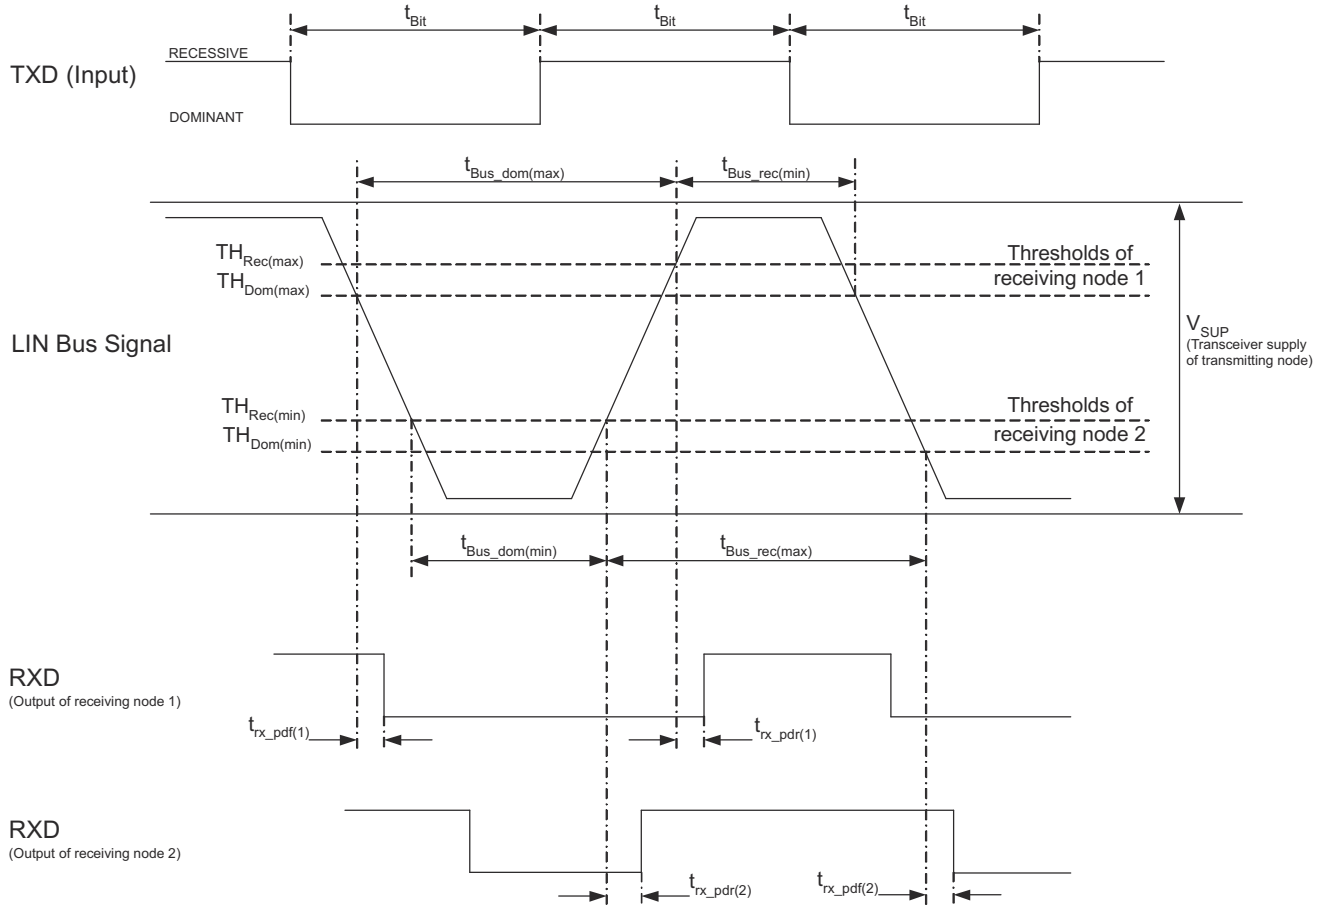 tBit tBit tBit
RECESSIVE
TXD (Input)
DOMINANT
tBus_dom(max) tBus_rec(min)
THRec(max) Thresholds of
THDom(max) receiving node 1
LIN Bus Signal
VSUP
(Transceiver supply
of transmitting node)
THRec(min) Thresholds of
THDom(min) receiving node 2
tBus_dom(min) tBus_rec(max)
RXD
(Output of receiving node 1)
trx_pdf(1) trx_pdr(1)
RXD
(Output of receiving node 2)
trx_pdr(2) trx_pdf(2)